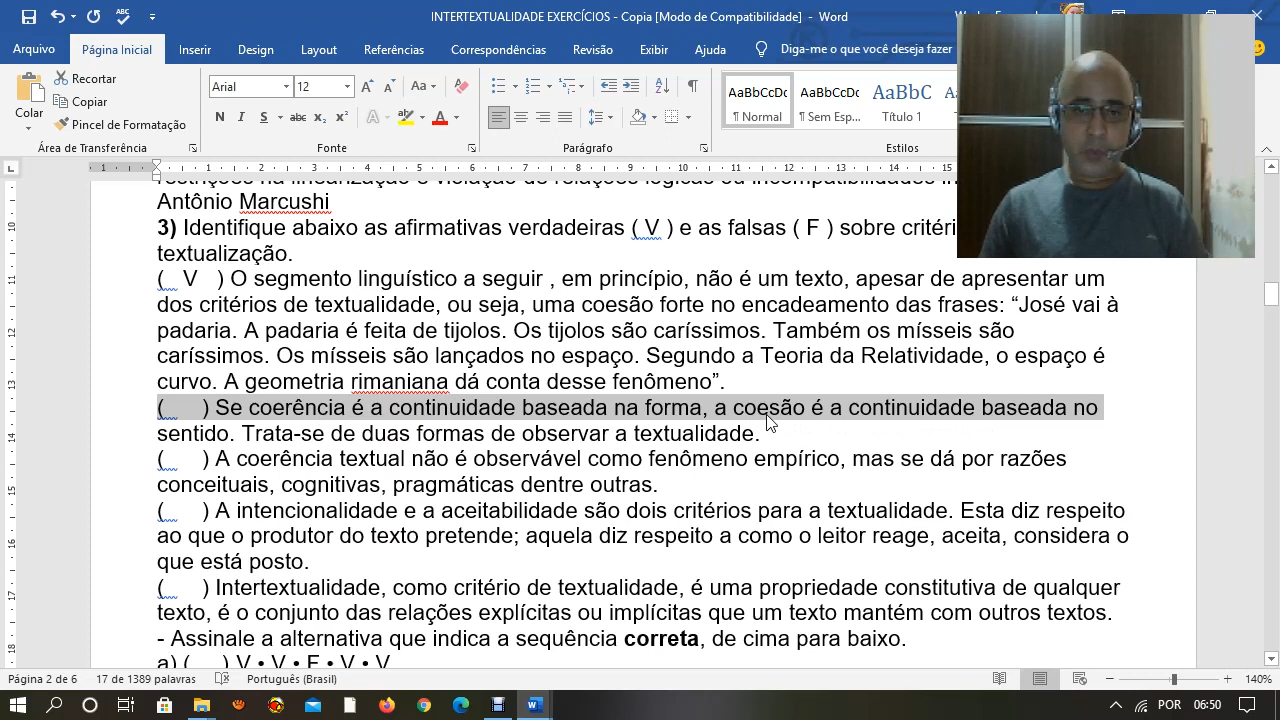 INTERTEXTUALIDADE EXERCÍCIOS - Copia [Modo de Compatibilidade] - Word
Arquivo Página Inicial Inserir Design Layout Referências Correspondências Revisão Exibir Ajuda Diga-me o que você deseja fazer
Recortar
Copiar
Pincel de Formatação
Colar
Área de Transferência
Arial 12
N I S abc x₂ x²
Fonte
Parágrafo
AaBbCcDc AaBbCcDc AaBbC
¶ Normal ¶ Sem Esp... Título 1
Estilos
Antônio Marcushi
3) Identifique abaixo as afirmativas verdadeiras ( V ) e as falsas ( F ) sobre
textualização.
( V ) O segmento linguístico a seguir , em princípio, não é um texto, apesar de apresentar um
dos critérios de textualidade, ou seja, uma coesão forte no encadeamento das frases: “José vai à
padaria. A padaria é feita de tijolos. Os tijolos são caríssimos. Também os mísseis são
caríssimos. Os mísseis são lançados no espaço. Segundo a Teoria da Relatividade, o espaço é
curvo. A geometria rimaniana dá conta desse fenômeno”.
( ) Se coerência é a continuidade baseada na forma, a coesão é a continuidade baseada no
sentido. Trata-se de duas formas de observar a textualidade.
( ) A coerência textual não é observável como fenômeno empírico, mas se dá por razões
conceituais, cognitivas, pragmáticas dentre outras.
( ) A intencionalidade e a aceitabilidade são dois critérios para a textualidade. Esta diz respeito
ao que o produtor do texto pretende; aquela diz respeito a como o leitor reage, aceita, considera o
que está posto.
( ) Intertextualidade, como critério de textualidade, é uma propriedade constitutiva de qualquer
texto, é o conjunto das relações explícitas ou implícitas que um texto mantém com outros textos.
- Assinale a alternativa que indica a sequência correta, de cima para baixo.
a) ( ) V • V • F • V • V
Página 2 de 6 17 de 1389 palavras Português (Brasil) 140%
POR 06:50